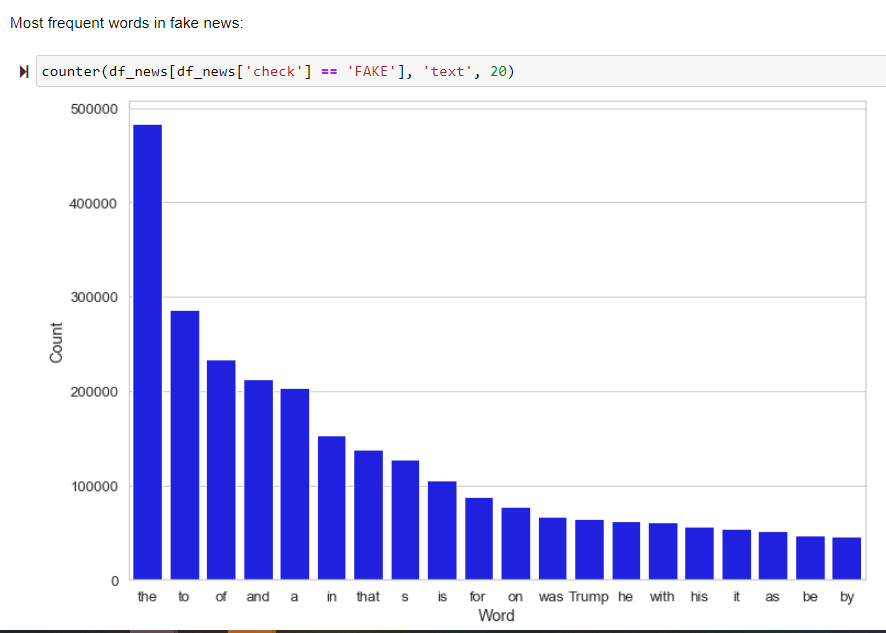 Most frequent words in fake news:
counter(df_news[df_news['check'] == 'FAKE'], 'text', 20)
500000
400000
300000
200000
100000
0
Count
the to of and a in that s is for on was Trump he with his it as be by
Word